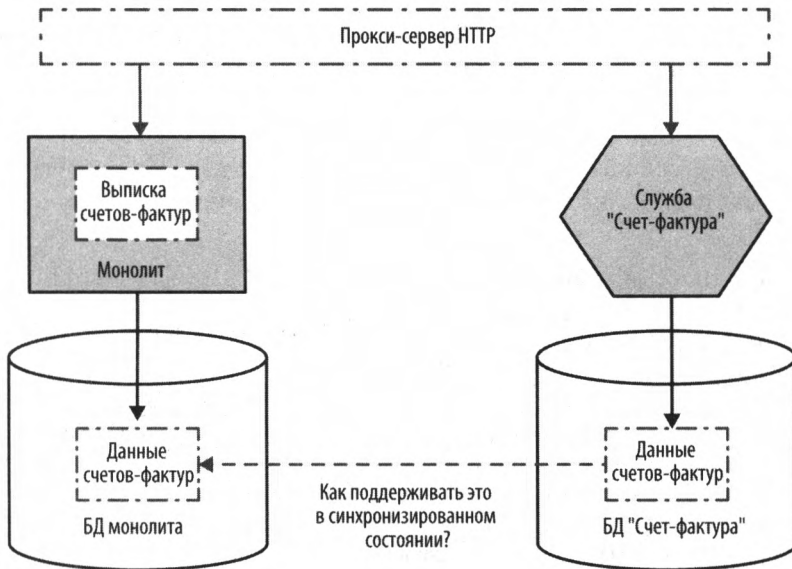 Прокси-сервер HTTP
Выписка
счетов-фактур
Монолит
Служба
"Счет-фактура"
Данные
счетов-фактур
БД монолита
Как поддерживать это
в синхронизированном
состоянии?
Данные
счетов-фактур
БД "Счет-фактура"